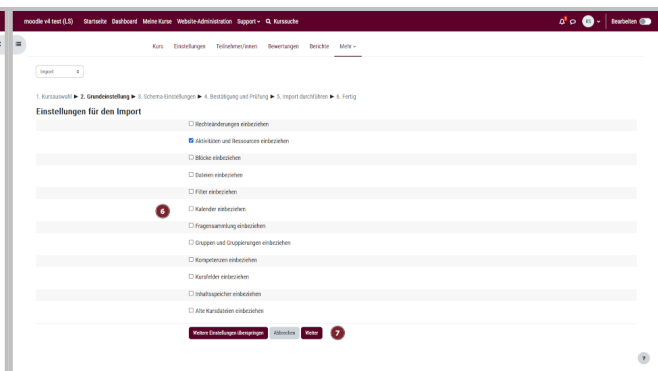 moodle v4 test (LS) Startseite Dashboard Meine Kurse Website-Administration Support Kurssuche Bearbeiten
Kurs Einstellungen Teilnehmer/innen Bewertungen Berichte Mehr
Import
1. Kursauswahl ► 2. Grundeinstellung ► 3. Schema-Einstellungen ► 4. Bestätigung und Prüfung ► 5. Import durchführen ► 6. Fertig
Einstellungen für den Import
Rechteänderungen einbeziehen
Aktivitäten und Ressourcen einbeziehen
Blöcke einbeziehen
Dateien einbeziehen
Filter einbeziehen
6 Kalender einbeziehen
Fragensammlung einbeziehen
Gruppen und Gruppierungen einbeziehen
Kompetenzen einbeziehen
Kursfelder einbeziehen
Inhaltsspeicher einbeziehen
Alte Kursdateien einbeziehen
Weitere Einstellungen überspringen Abbrechen Weiter 7
?